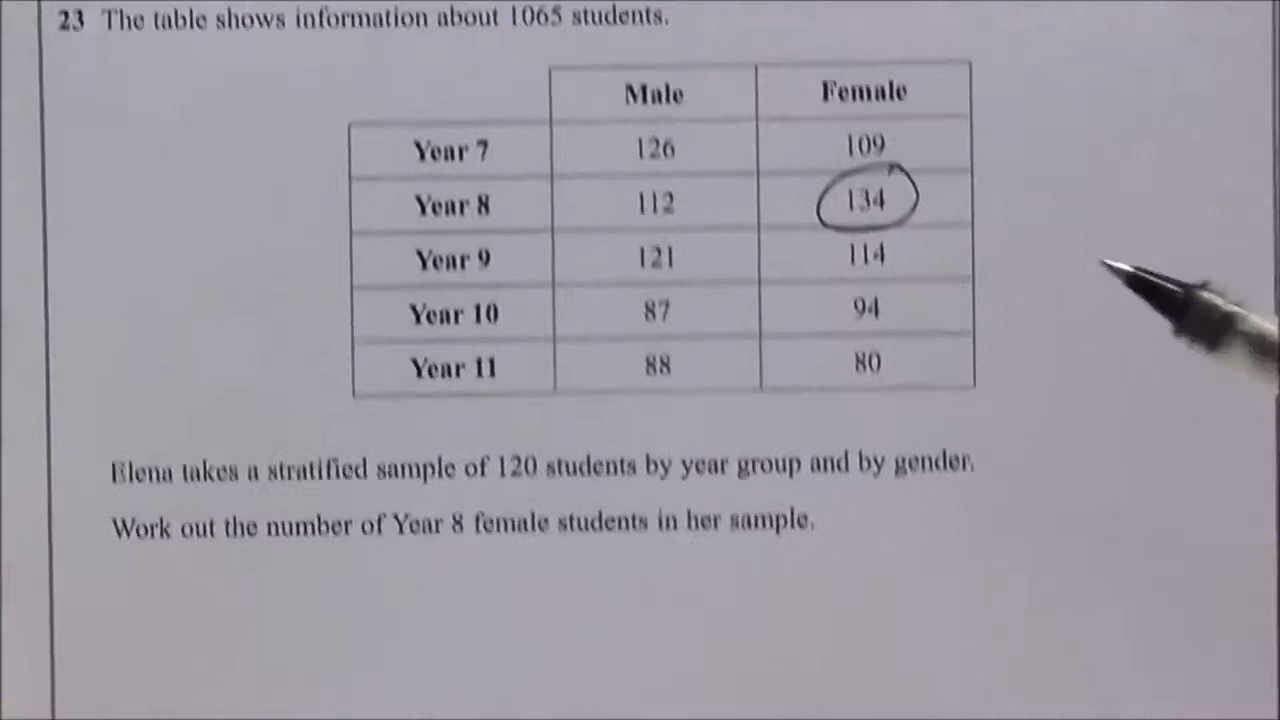 23 The table shows information about 1065 students.
Male Female
Year 7 126 109
Year 8 112 134
Year 9 121 114
Year 10 87 94
Year 11 88 80
Elena takes a stratified sample of 120 students by year group and by gender.
Work out the number of Year 8 female students in her sample.